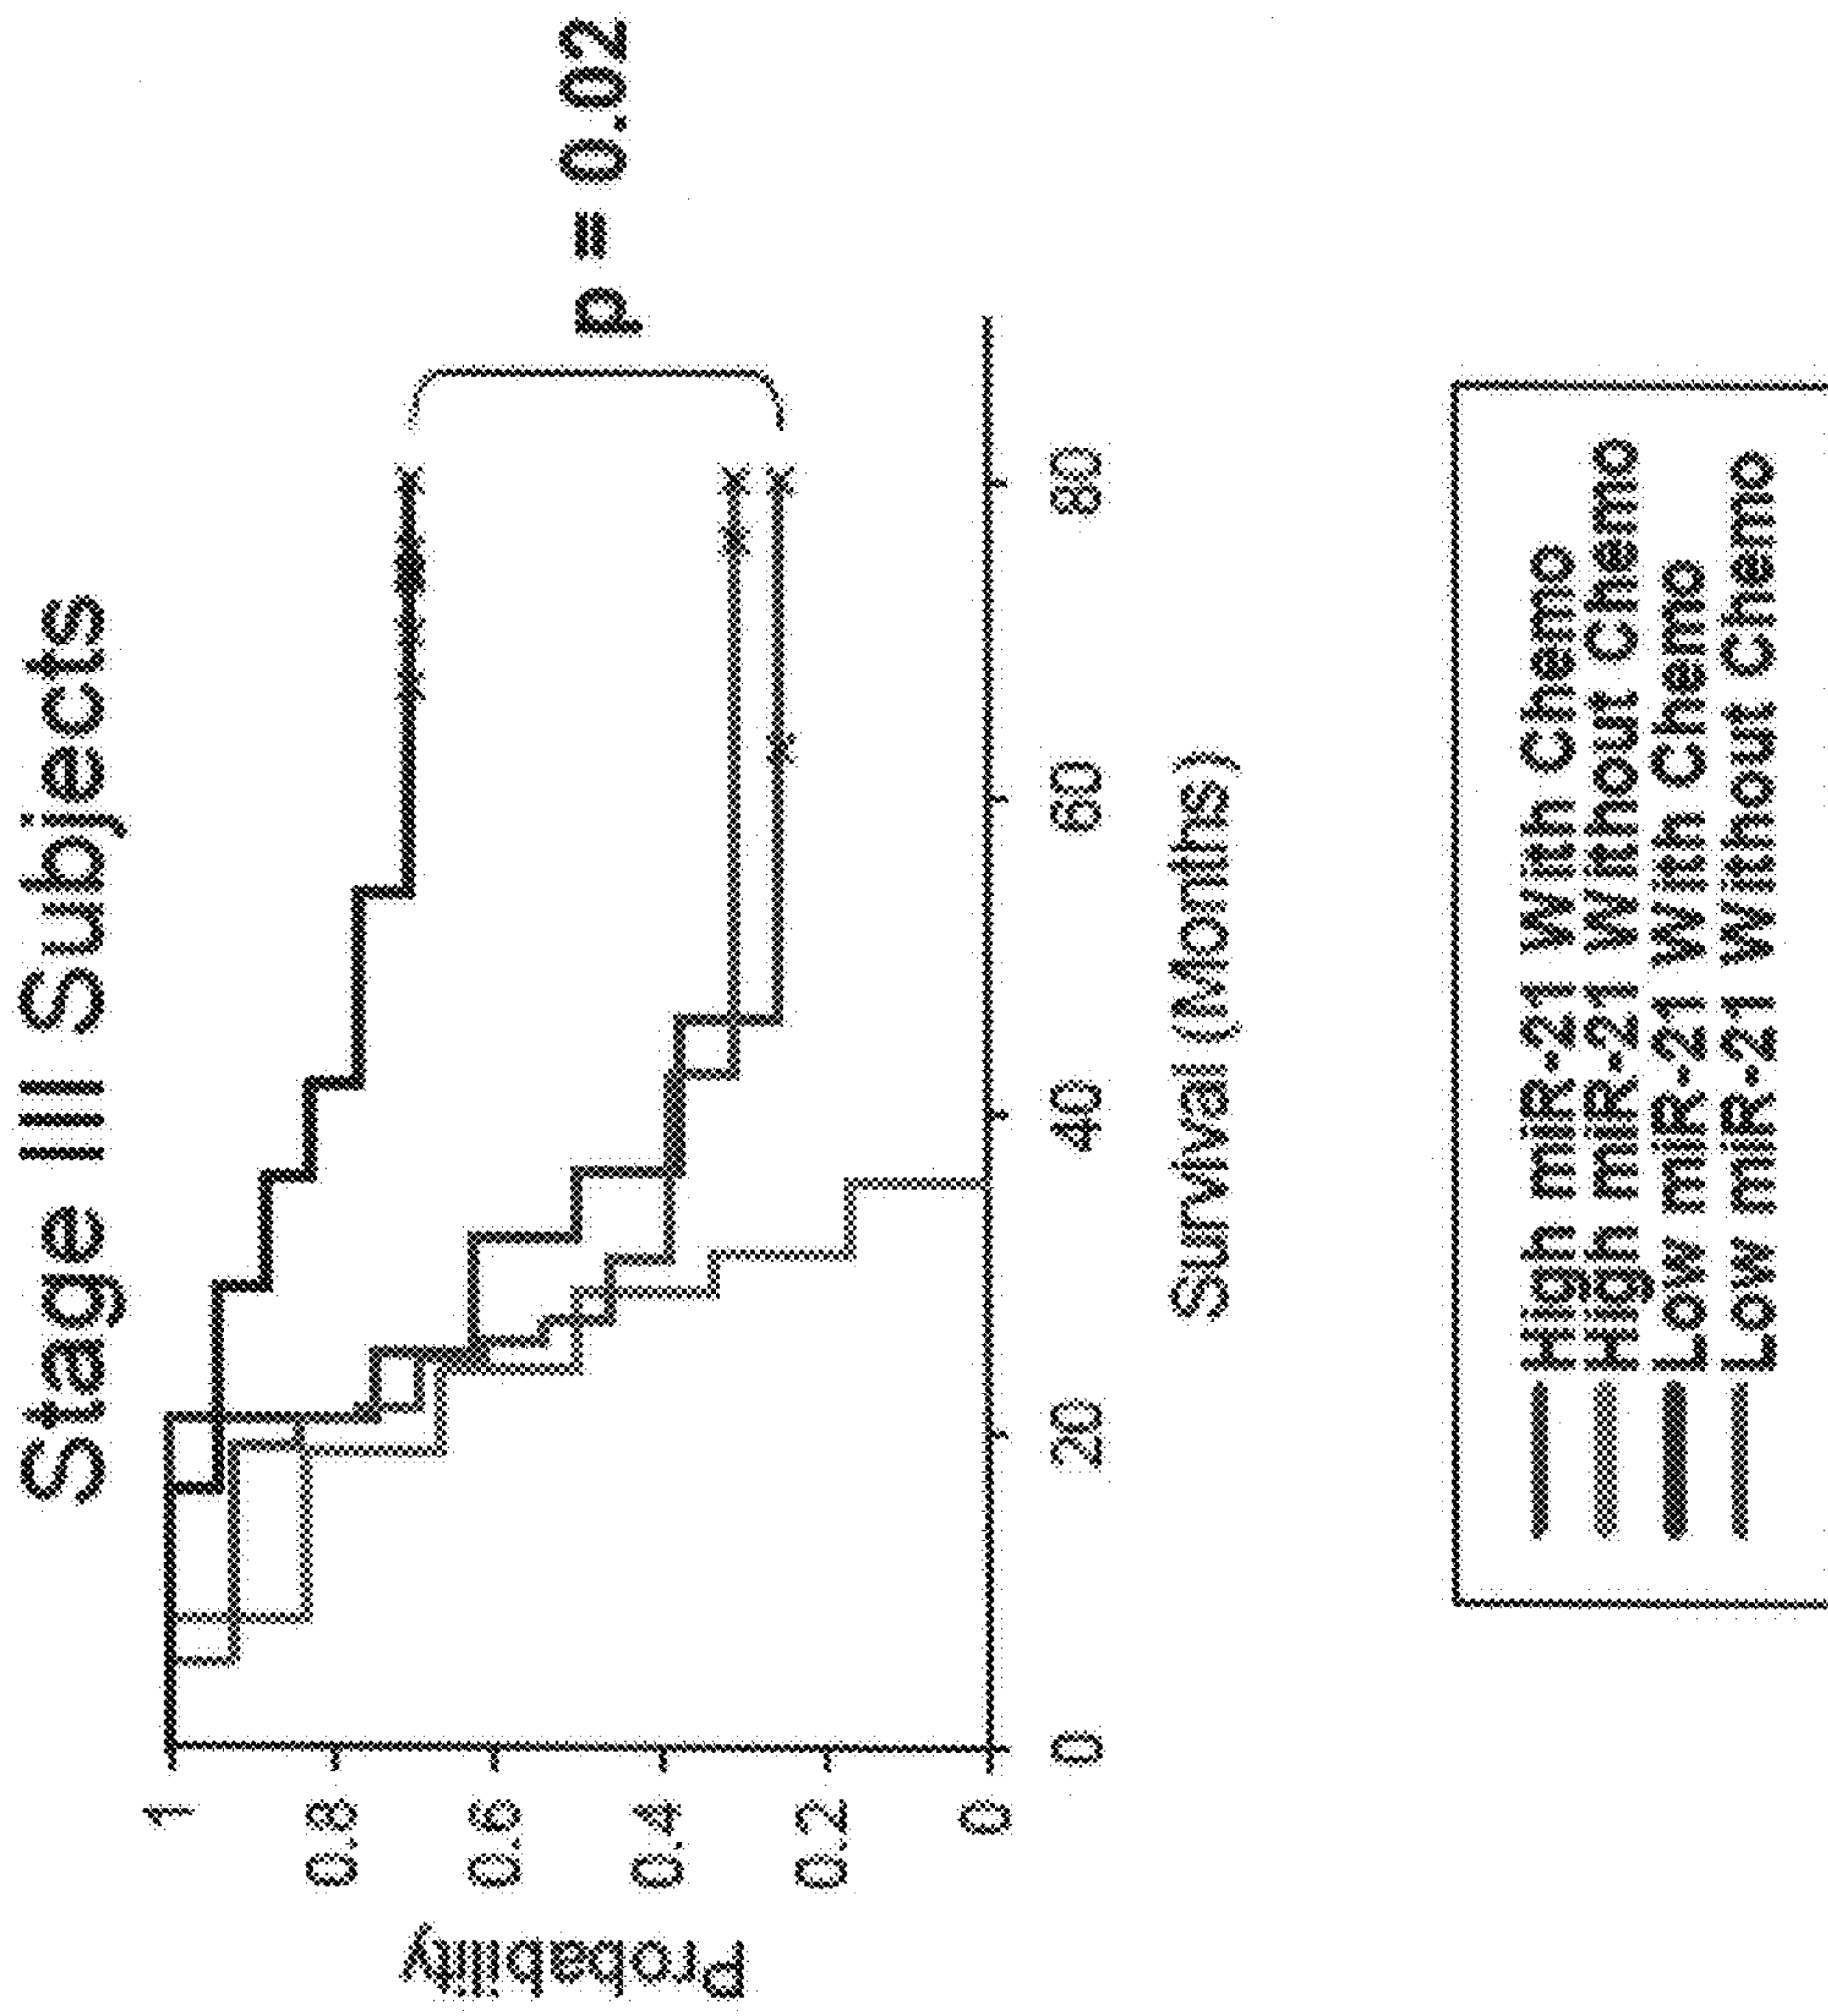 Stage III Subjects
1
0.8
0.6
0.4
0.2
0
Probability
0
20
40
60
80
Survival (Months)
p = 0.02
High miR-21 With Chemo
High miR-21 Without Chemo
Low miR-21 With Chemo
Low miR-21 Without Chemo